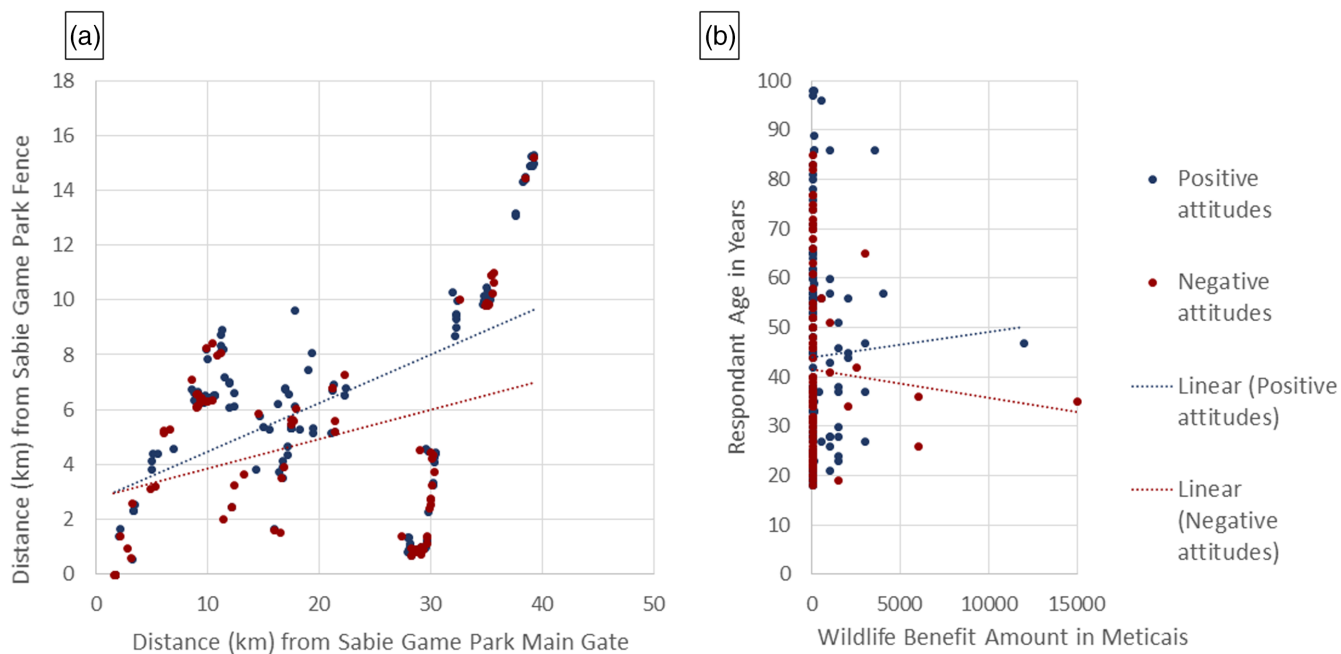 (a)
18
16
14
12
10
8
6
4
2
0
0 10 20 30 40 50
Distance (km) from Sabie Game Park Fence
Distance (km) from Sabie Game Park Main Gate
(b)
100
90
80
70
60
50
40
30
20
10
0
0 5000 10000 15000
Respondant Age in Years
Wildlife Benefit Amount in Meticais
Positive
attitudes
Negative
attitudes
Linear (Positive
attitudes)
Linear
(Negative
attitudes)